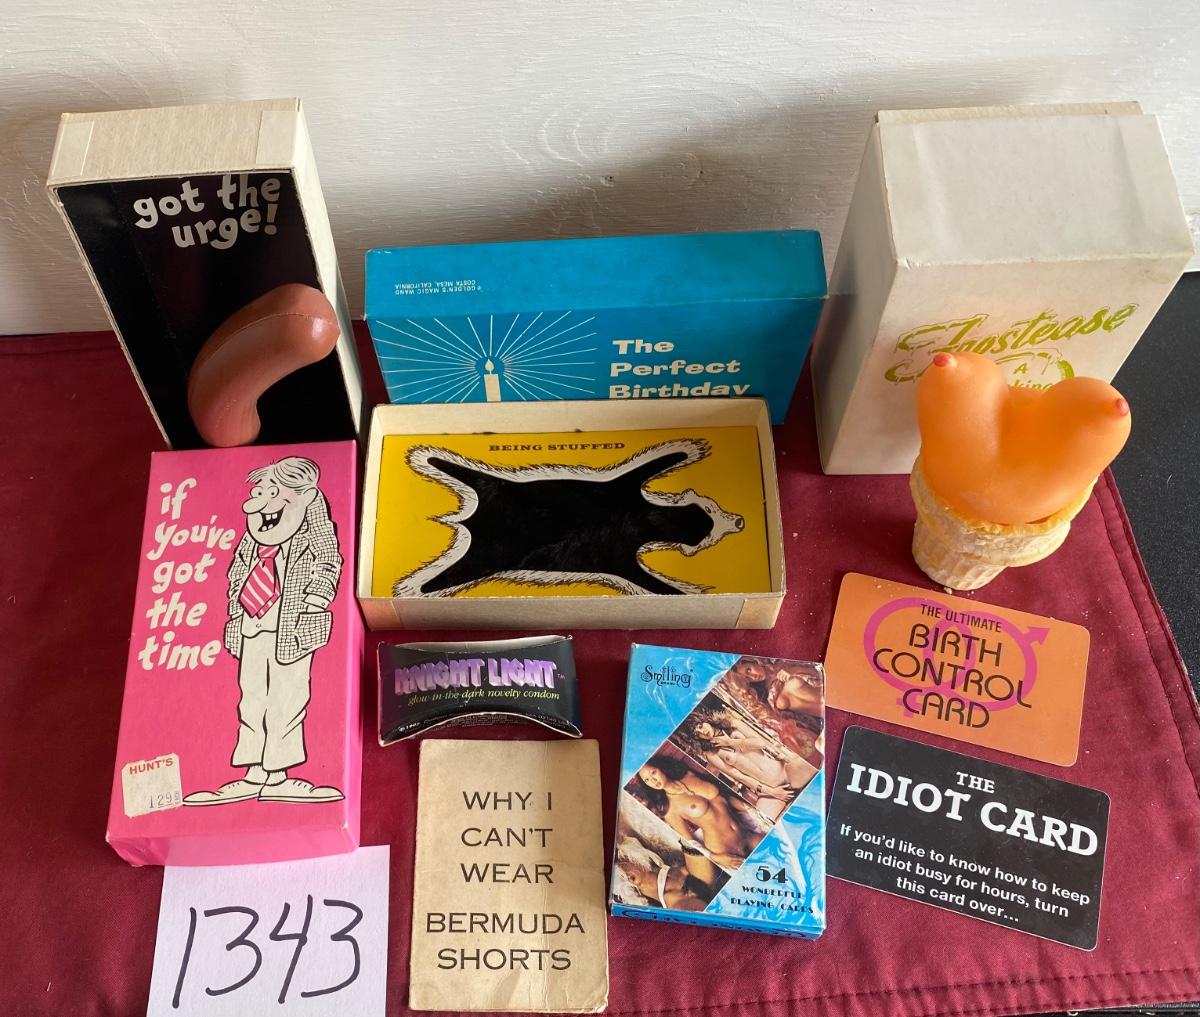 got the
urge!
© GOLDEN'S MAGIC WAND
COSTA MESA, CALIFORNIA
The
Perfect
Birthday
Frostease
A
BEING STUFFED
if
you've
got
the
time
HUNT'S
KNIGHT LIGHT™
glow-in-the-dark novelty condom
Smiling
54
WONDERFUL
PLAYING CARDS
THE ULTIMATE
BIRTH
CONTROL
CARD
THE
IDIOT CARD
If you'd like to know how to keep
an idiot busy for hours, turn
this card over...
WHY I
CAN'T
WEAR
BERMUDA
SHORTS
1343